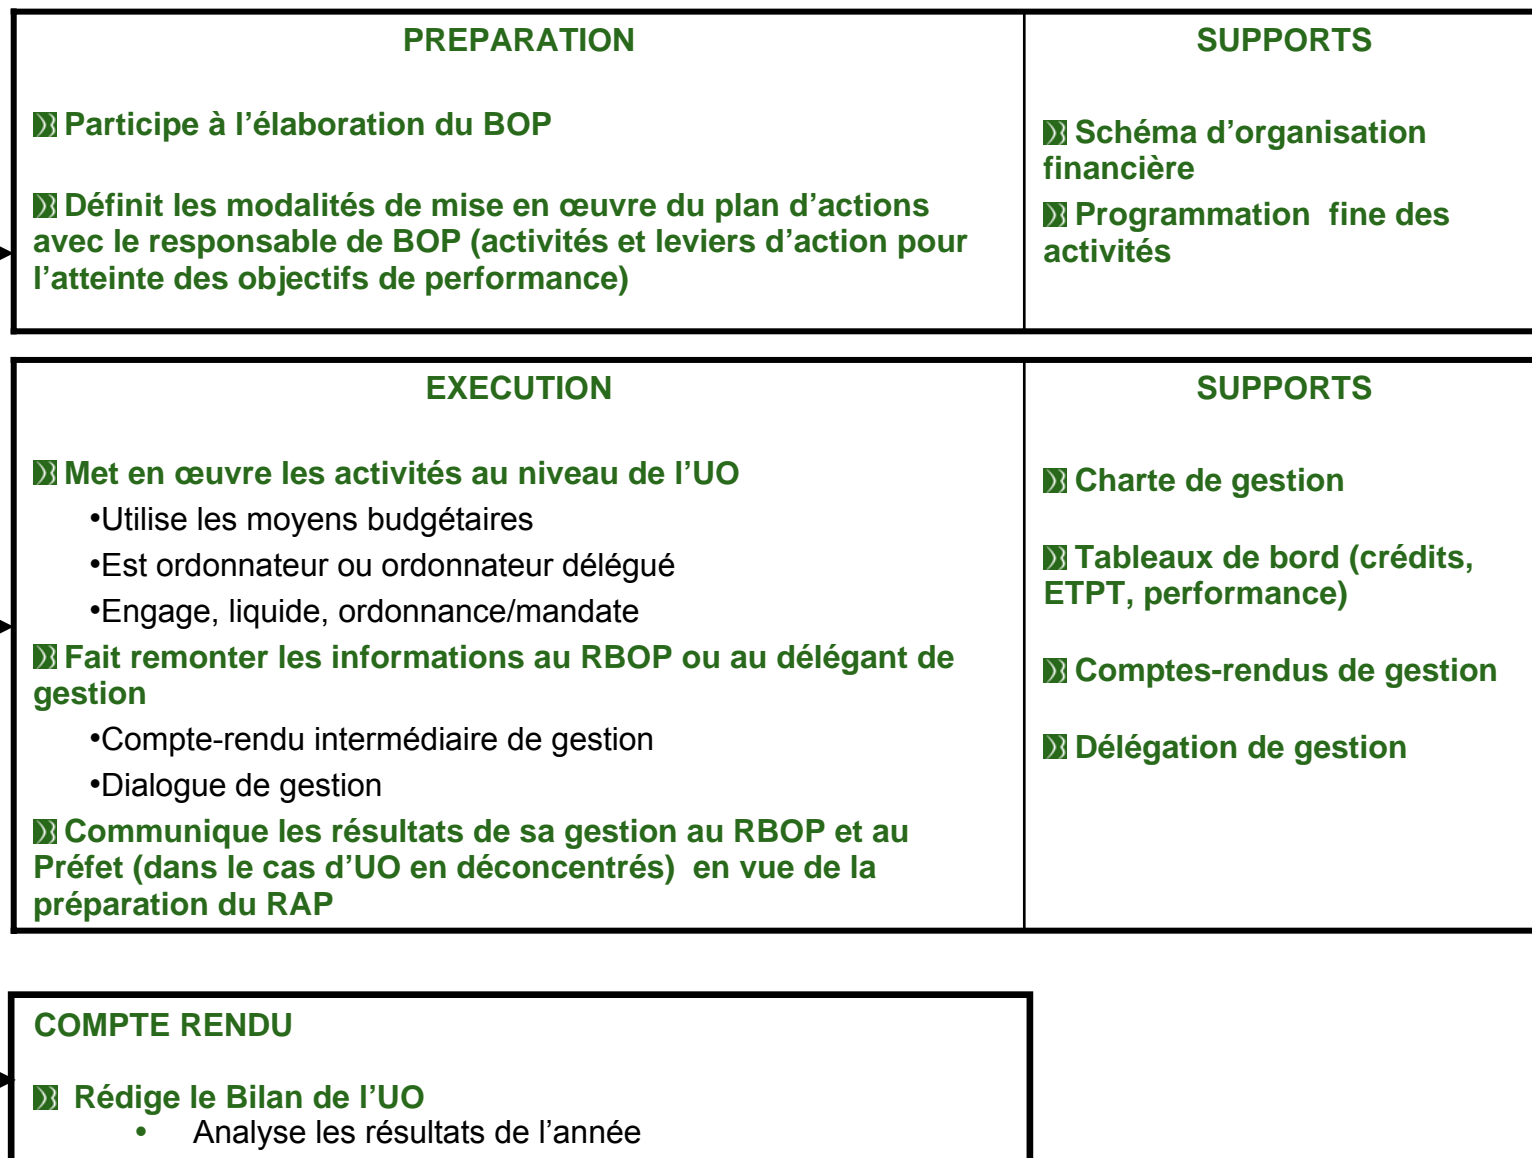 PREPARATION
Participe à l’élaboration du BOP
Définit les modalités de mise en œuvre du plan d’actions
avec le responsable de BOP (activités et leviers d’action pour
l’atteinte des objectifs de performance)
SUPPORTS
Schéma d’organisation
financière
Programmation  fine des
activités
EXECUTION
Met en œuvre les activités au niveau de l’UO
•Utilise les moyens budgétaires
•Est ordonnateur ou ordonnateur délégué
•Engage, liquide, ordonnance/mandate
Fait remonter les informations au RBOP ou au délégant de
gestion
•Compte-rendu intermédiaire de gestion
•Dialogue de gestion
Communique les résultats de sa gestion au RBOP et au
Préfet (dans le cas d’UO en déconcentrés)  en vue de la
préparation du RAP
SUPPORTS
Charte de gestion
Tableaux de bord (crédits,
ETPT, performance)
Comptes-rendus de gestion
Délégation de gestion
COMPTE RENDU
Rédige le Bilan de l’UO
• Analyse les résultats de l’année